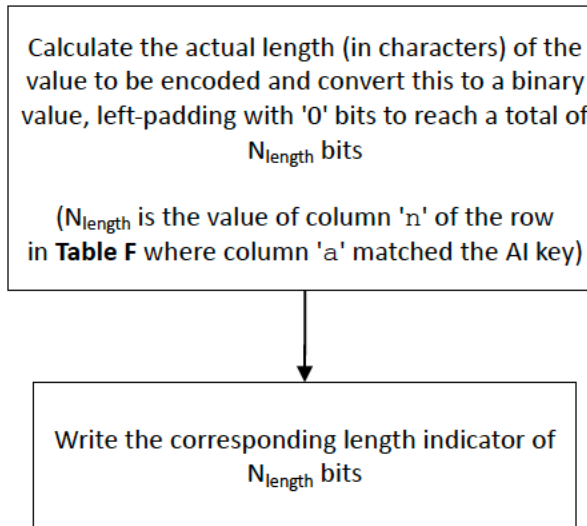 Calculate the actual length (in characters) of the
value to be encoded and convert this to a binary
value, left-padding with '0' bits to reach a total of
Nlength bits
(Nlength is the value of column 'n' of the row
in Table F where column 'a' matched the AI key)
Write the corresponding length indicator of
Nlength bits